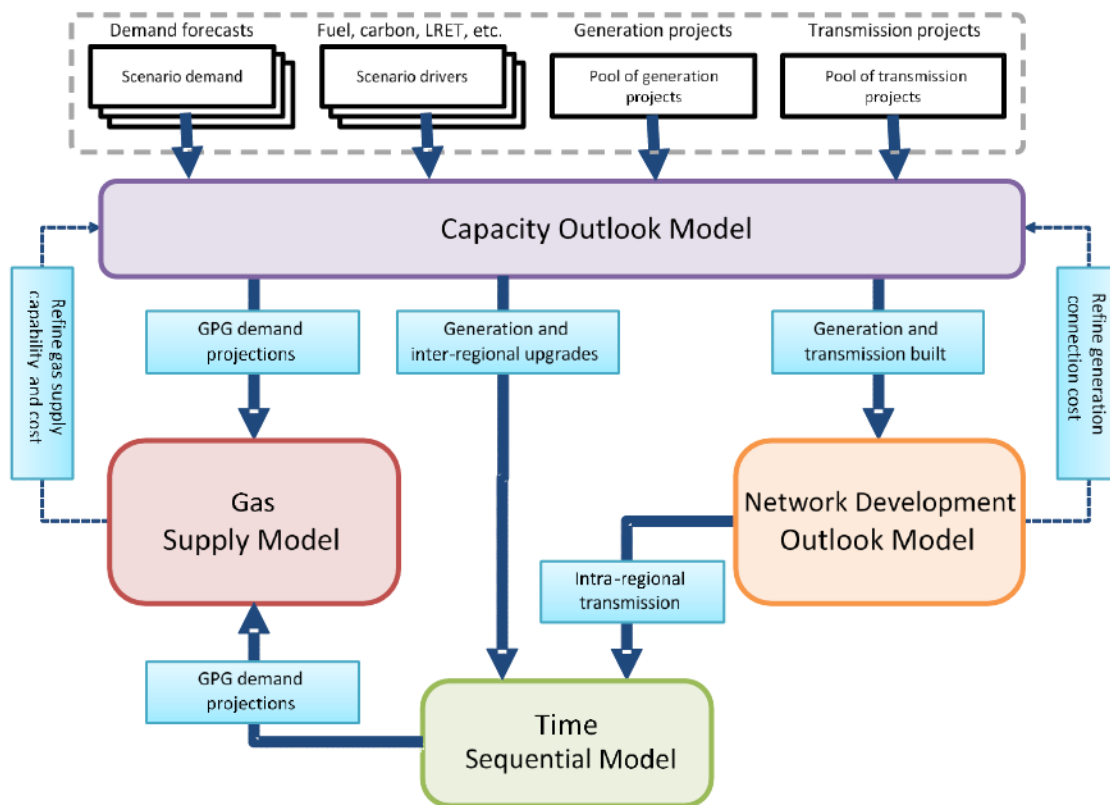 Demand forecasts
Fuel, carbon, LRET, etc.
Generation projects
Transmission projects
Scenario demand
Scenario drivers
Pool of generation
projects
Pool of transmission
projects
Capacity Outlook Model
Refine gas supply
capability and cost
GPG demand
projections
Generation and
inter-regional upgrades
Generation and
transmission built
Refine generation
connection cost
Gas
Supply Model
Network Development
Outlook Model
Intra-regional
transmission
GPG demand
projections
Time
Sequential Model